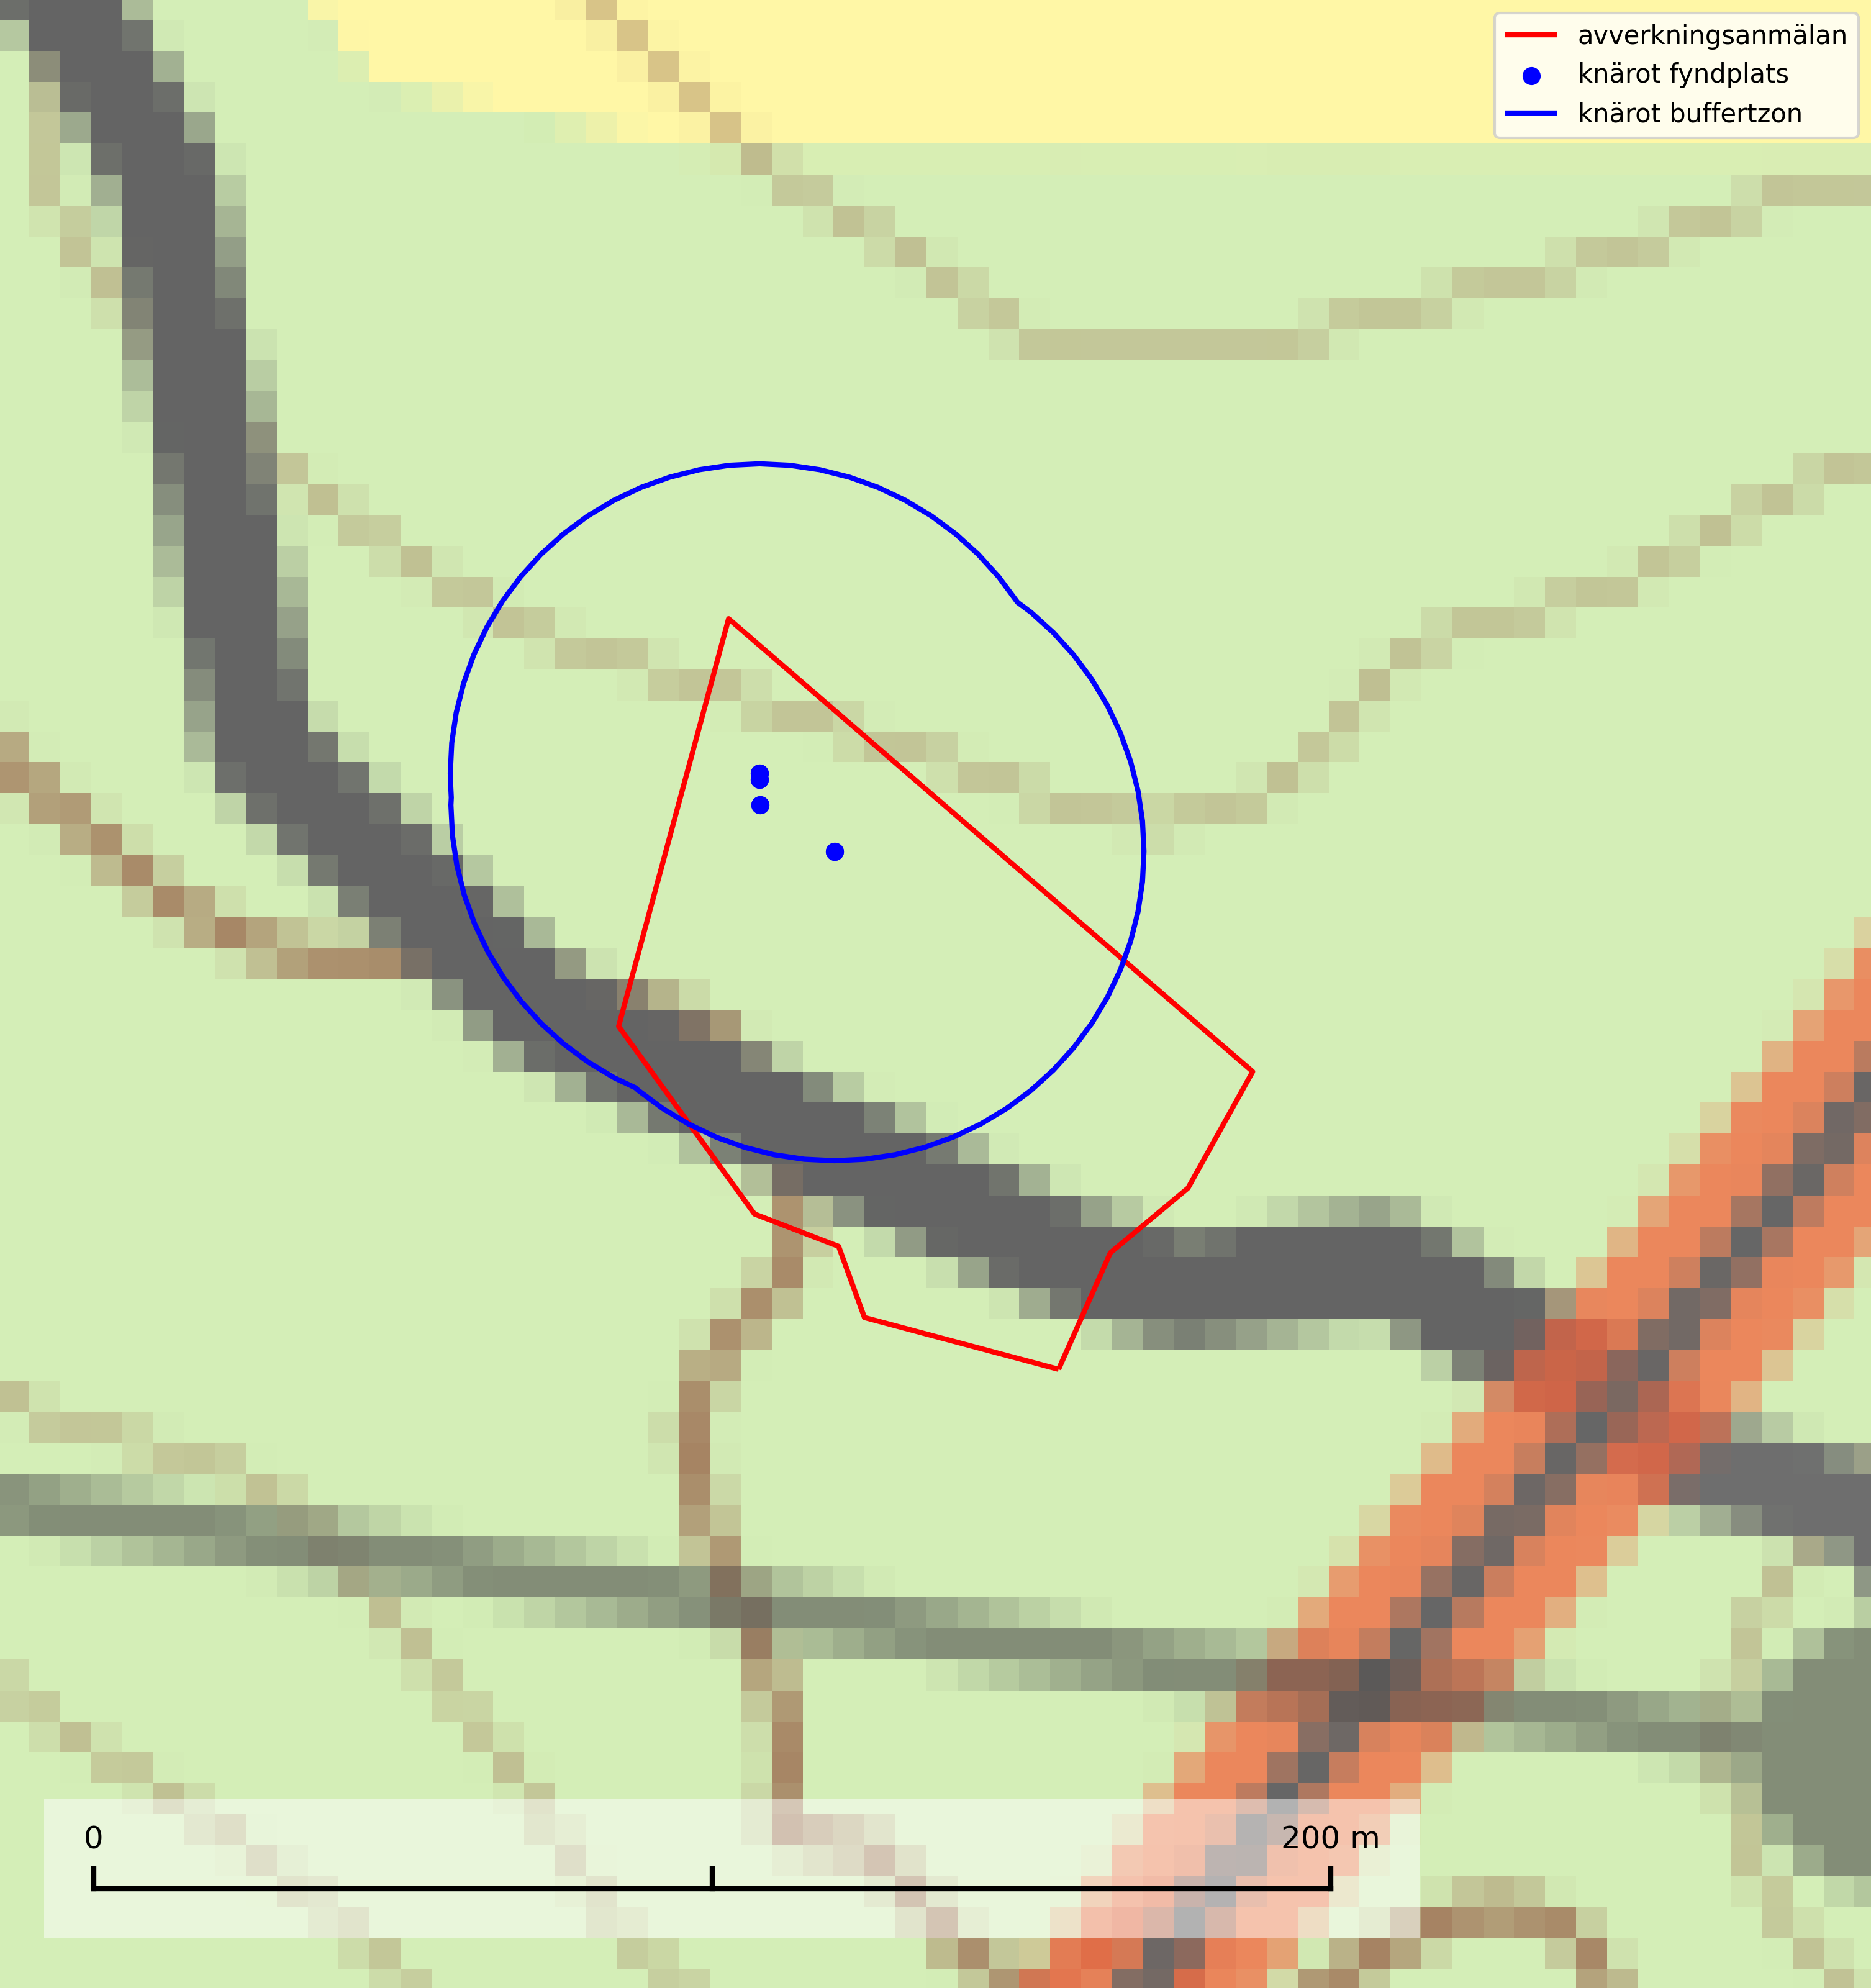 avverkningsanmälan
knärot fyndplats
knärot buffertzon
0
200 m